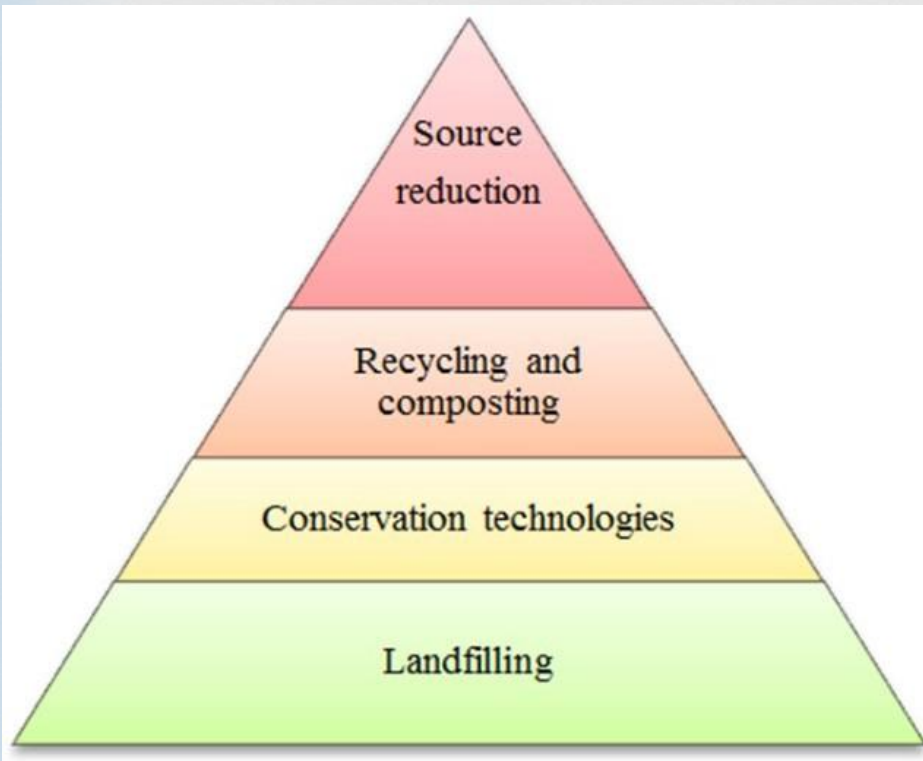 Source
reduction
Recycling and
composting
Conservation technologies
Landfilling